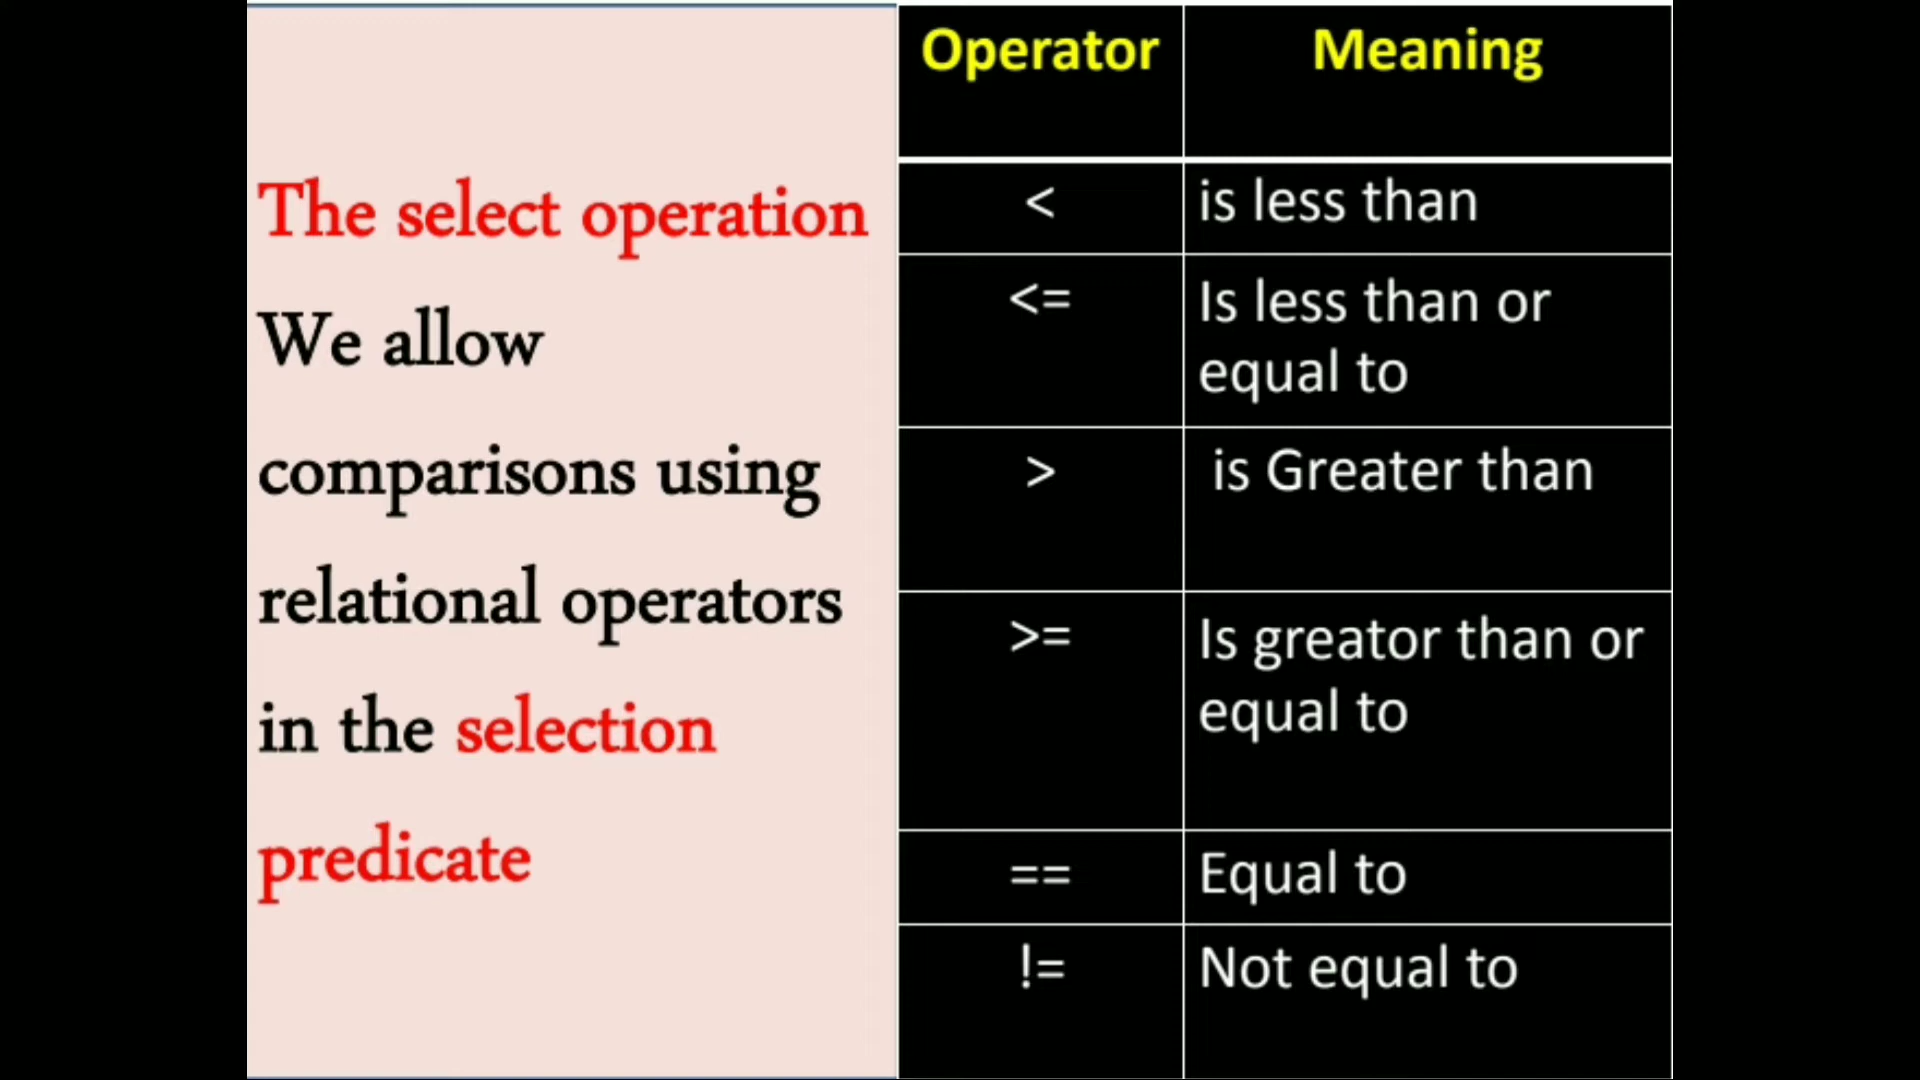 The select operation
We allow
comparisons using
relational operators
in the selection
predicate
Operator Meaning
< is less than
<= Is less than or
equal to
> is Greater than
>= Is greator than or
equal to
== Equal to
!= Not equal to